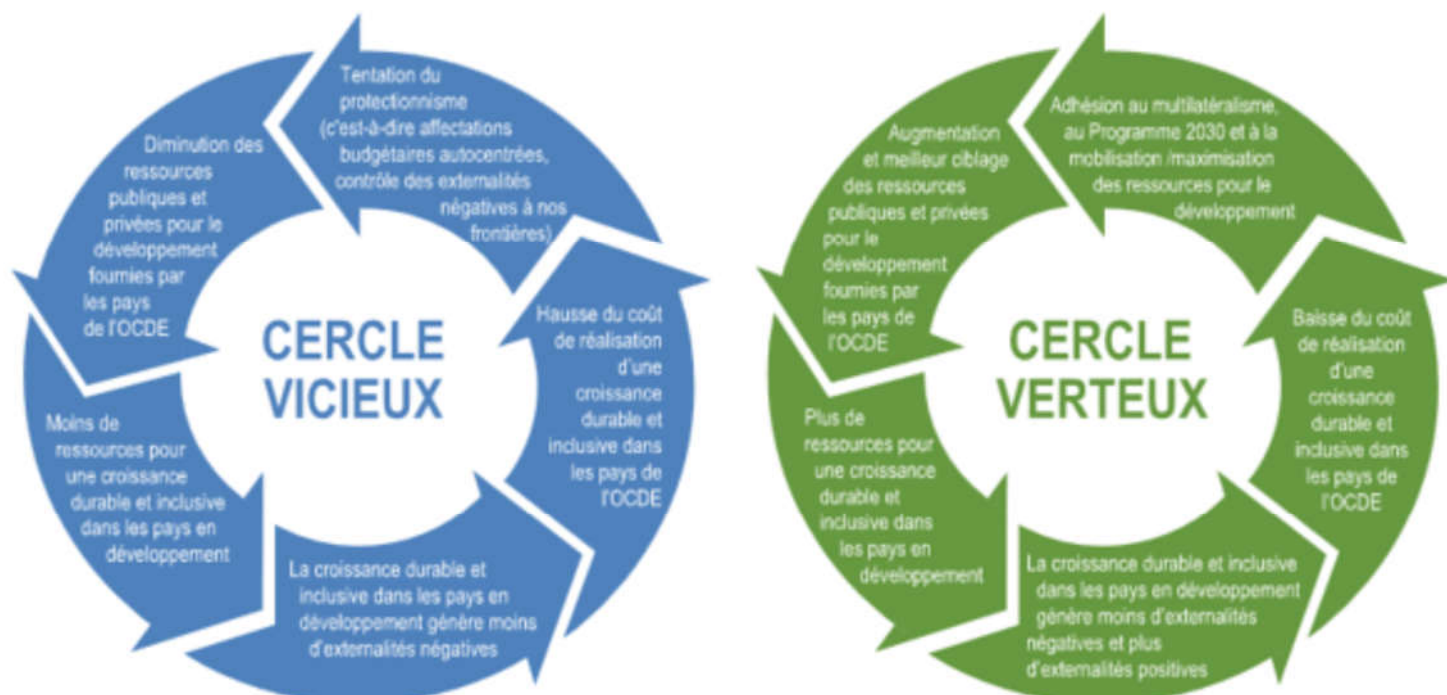 Tentation du
protectionnisme
(c'est-à-dire affectations
budgétaires autocentrées,
contrôle des externalités
négatives à nos
frontières)
Diminution des
ressources
publiques et
privées pour le
développement
fournies par
les pays
de l'OCDE
Moins de
ressources pour
une croissance
durable et inclusive
dans les pays en
développement
La croissance durable et
inclusive dans les pays en
développement génère moins
d'externalités négatives
Hausse du coût
de réalisation
d'une
croissance
durable et
inclusive dans
les pays de
l'OCDE
CERCLE
VICIEUX
Adhésion au multilatéralisme,
au Programme 2030 et à la
mobilisation /maximisation
des ressources pour le
développement
Augmentation
et meilleur ciblage
des ressources
publiques et privées
pour le
développement
fournies par
les pays de
l'OCDE
Plus de
ressources pour
une croissance
durable et
inclusive dans
les pays en
développement
La croissance durable et inclusive
dans les pays en développement
génère moins d'externalités
négatives et plus
d'externalités positives
Baisse du coût
de réalisation
d'une
croissance
durable et
inclusive dans
les pays de
l'OCDE
CERCLE
VERTEUX